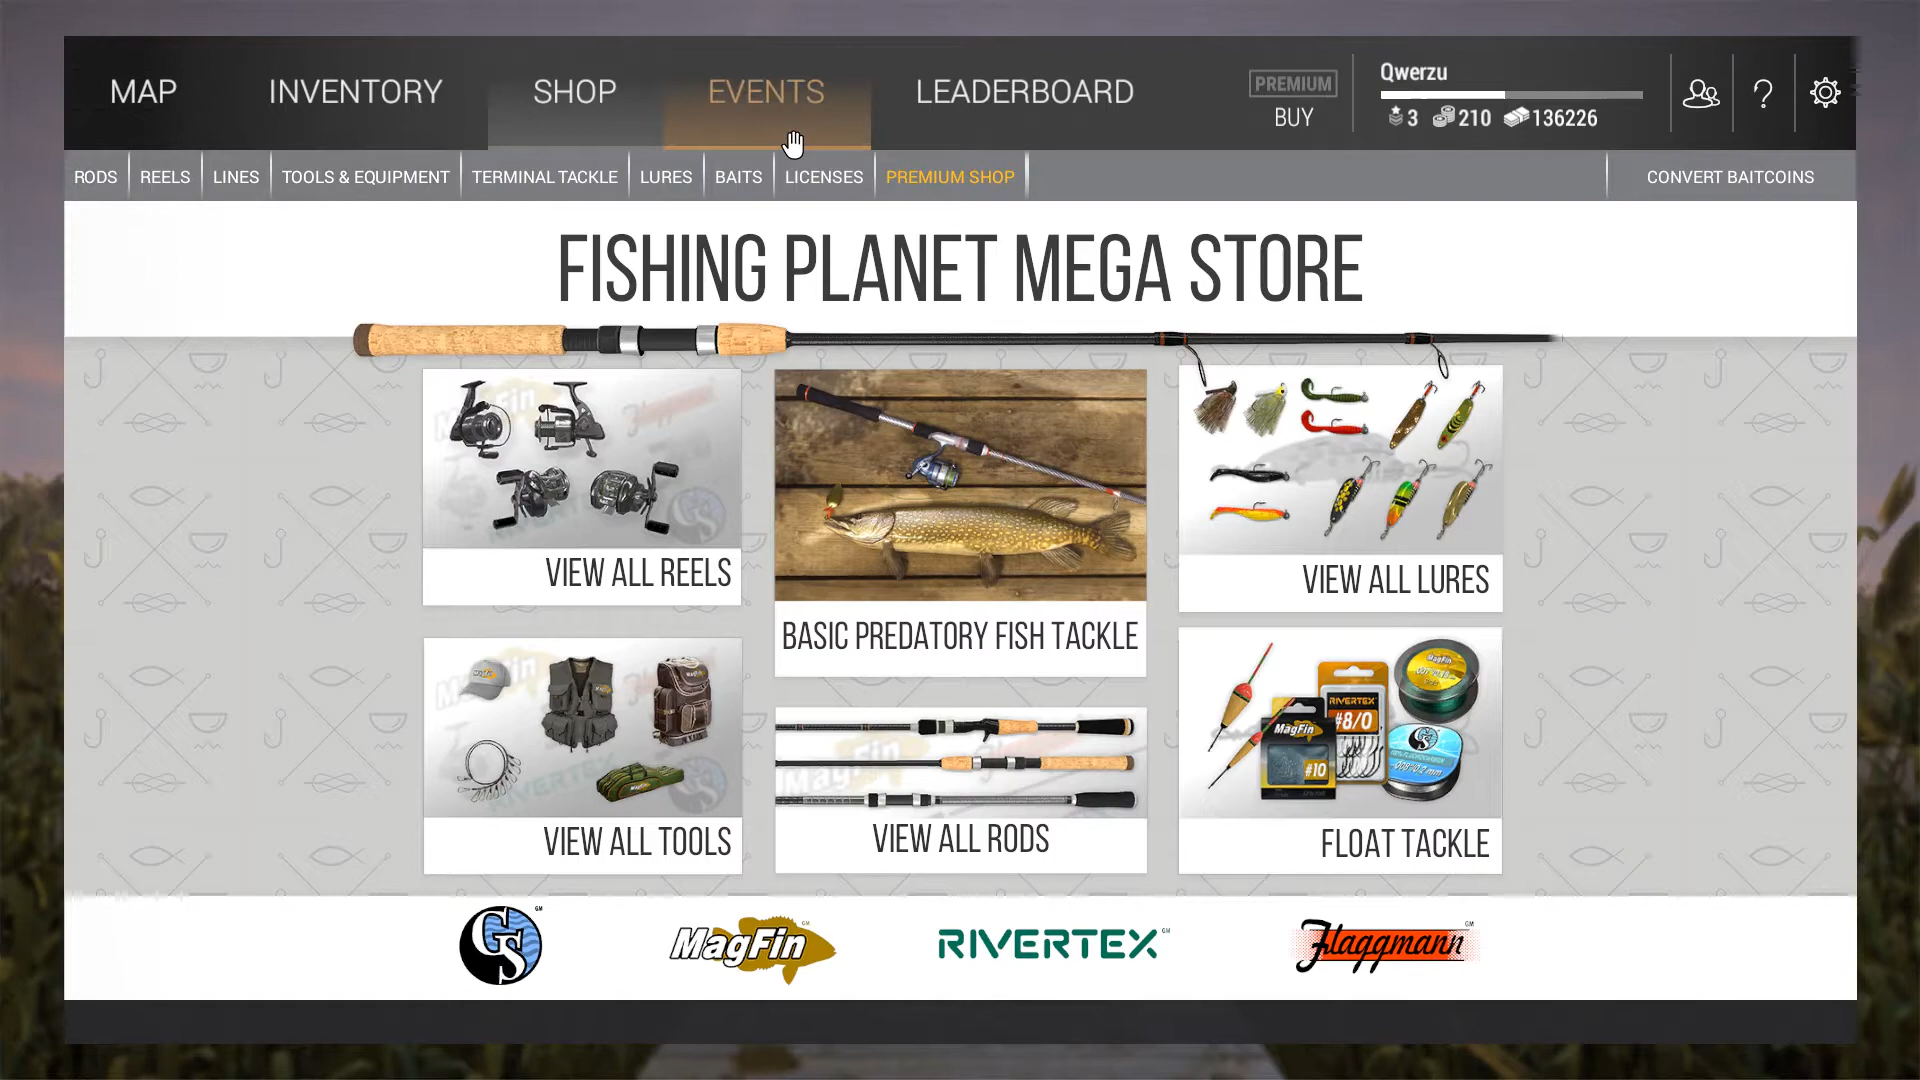 MAP INVENTORY SHOP EVENTS LEADERBOARD
PREMIUM
BUY
Qwerzu
3 210 136226
RODS REELS LINES TOOLS & EQUIPMENT TERMINAL TACKLE LURES BAITS LICENSES PREMIUM SHOP CONVERT BAITCOINS
FISHING PLANET MEGA STORE
VIEW ALL REELS
BASIC PREDATORY FISH TACKLE
VIEW ALL LURES
VIEW ALL TOOLS
VIEW ALL RODS
MagFin
RIVERTEX
#8/0
MagFin
#10
FLOAT TACKLE
GS
MagFin
RIVERTEX
Flaggmann